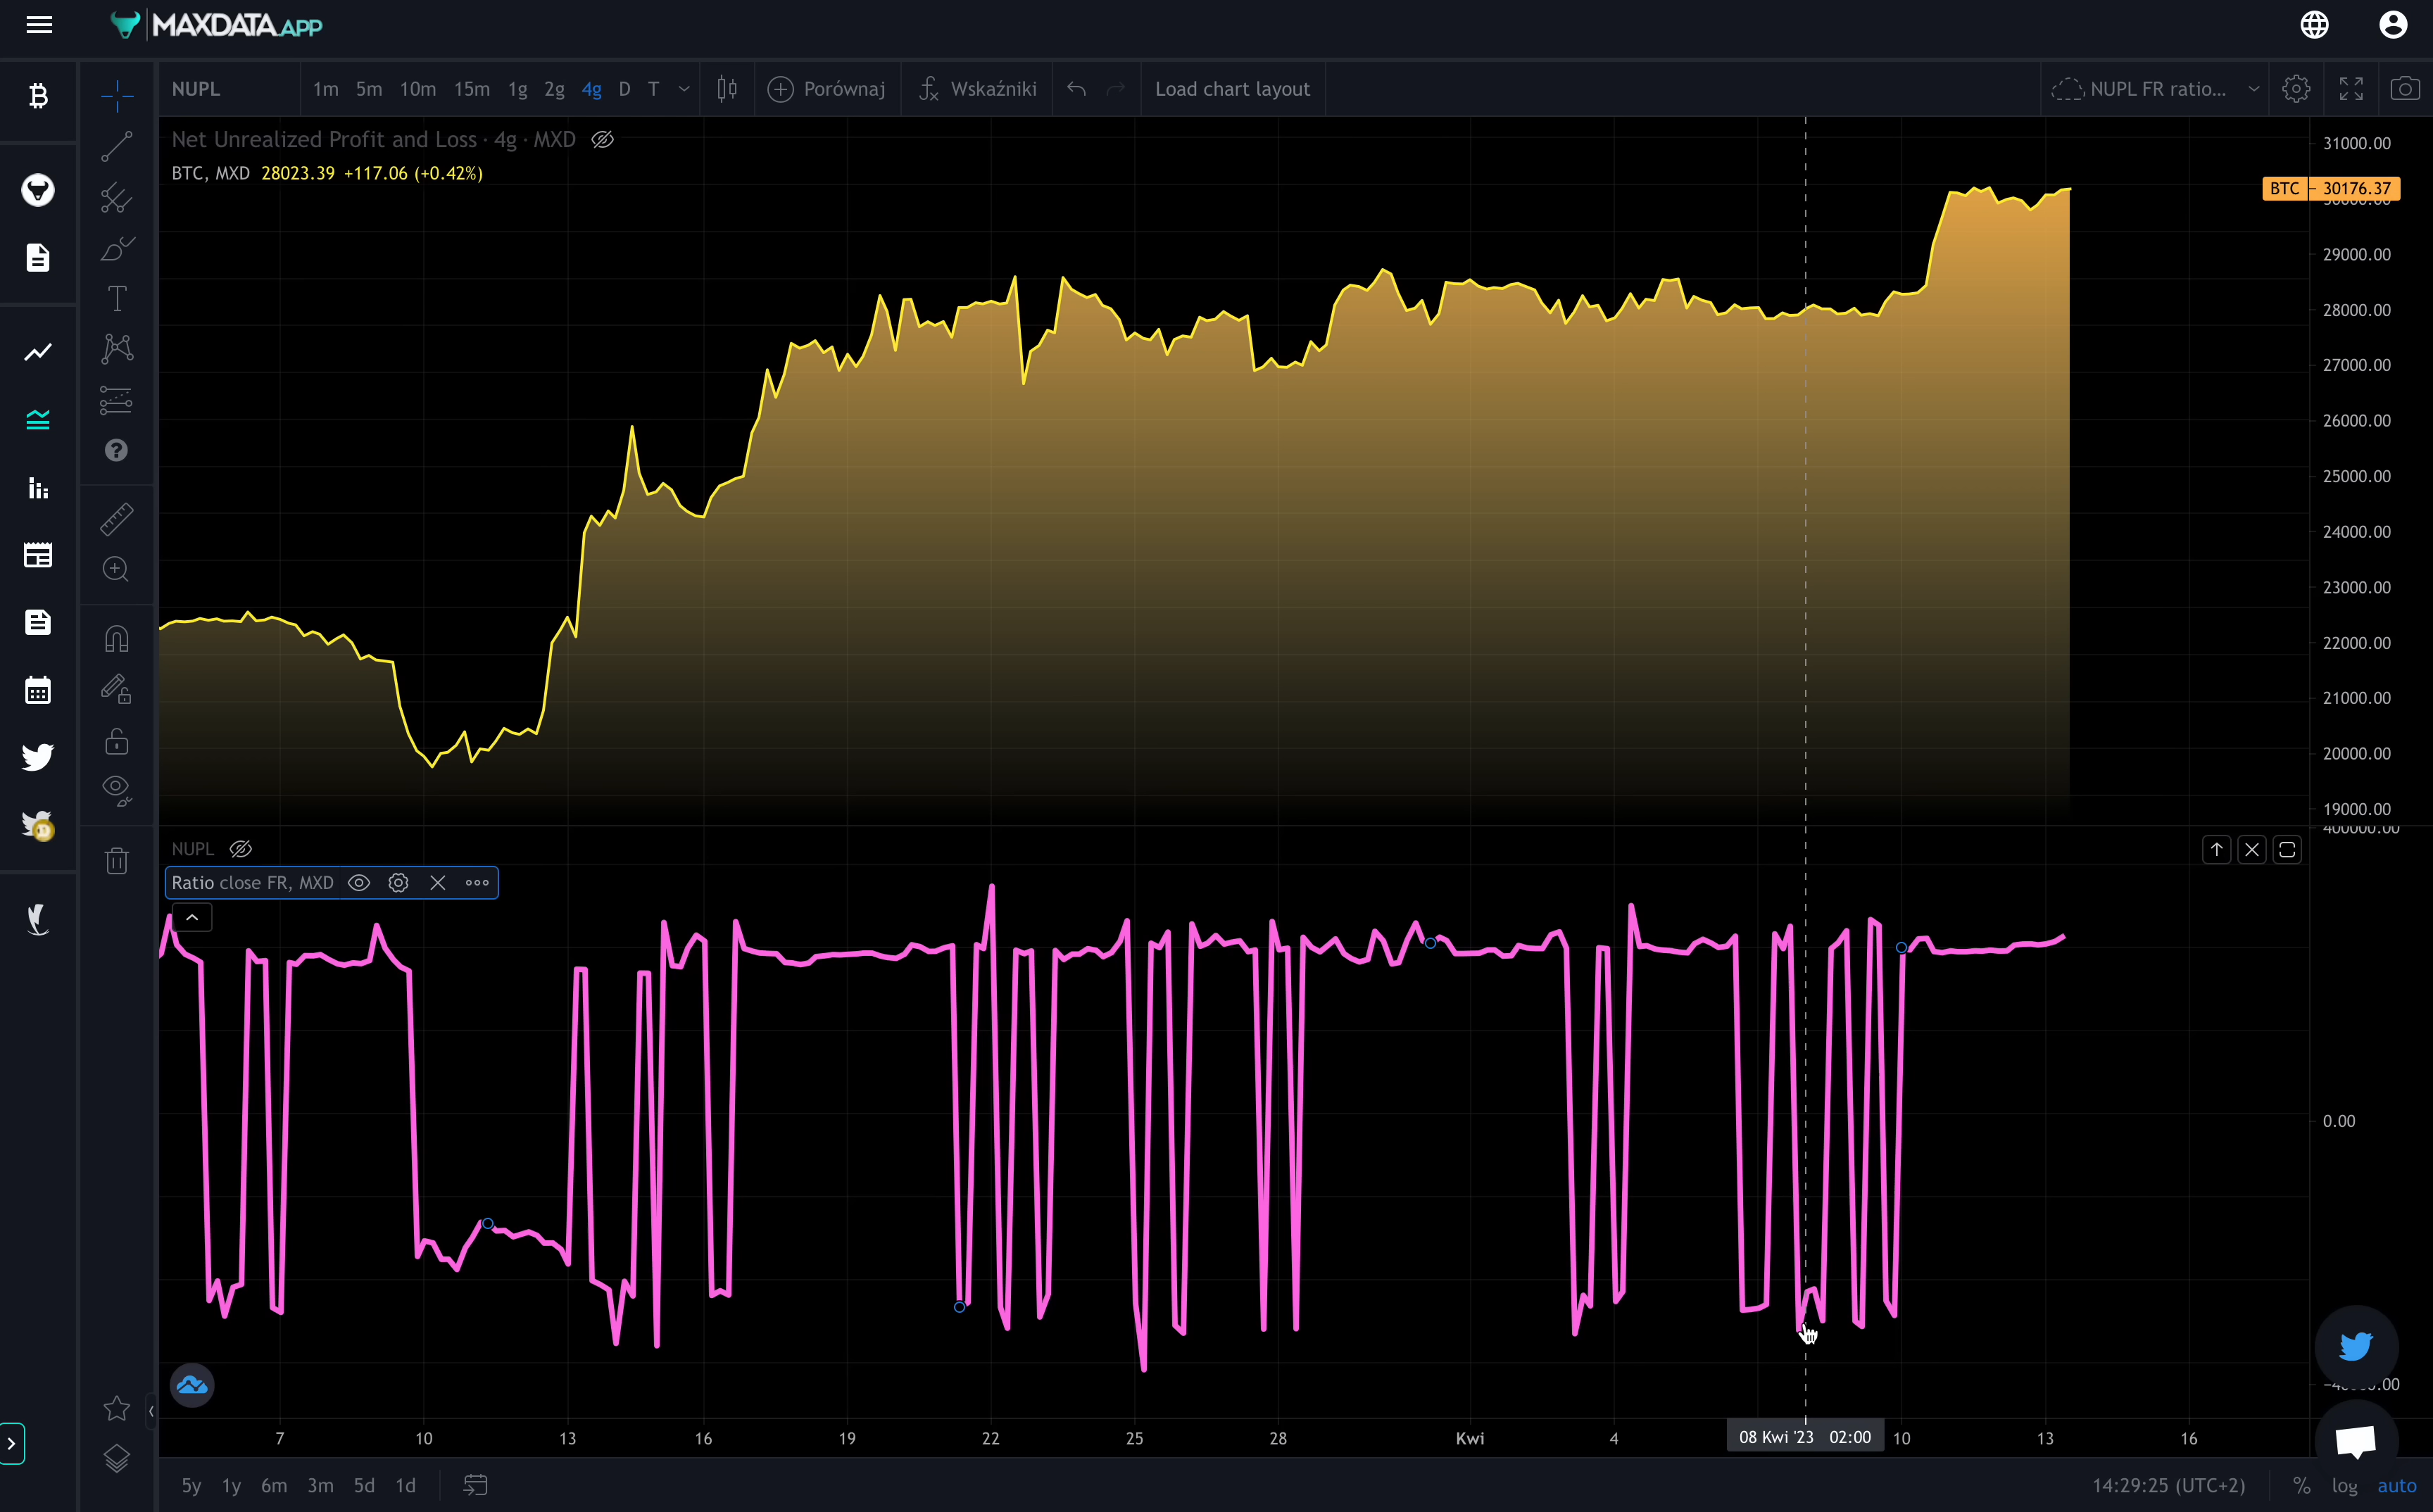 MAXDATA.APP
NUPL 1m 5m 10m 15m 1g 2g 4g D T Porównaj Wskaźniki Load chart layout NUPL FR ratio...
Net Unrealized Profit and Loss · 4g · MXD
BTC, MXD 28023.39 +117.06 (+0.42%)
31000.00
BTC 30176.37
29000.00
28000.00
27000.00
26000.00
25000.00
24000.00
23000.00
22000.00
21000.00
20000.00
19000.00
400000.00
NUPL
Ratio close FR, MXD
0.00
7 10 13 16 19 22 25 28 Kwi 4 08 Kwi '23 02:00 10 13 16
5y 1y 6m 3m 5d 1d 14:29:25 (UTC+2) % log auto